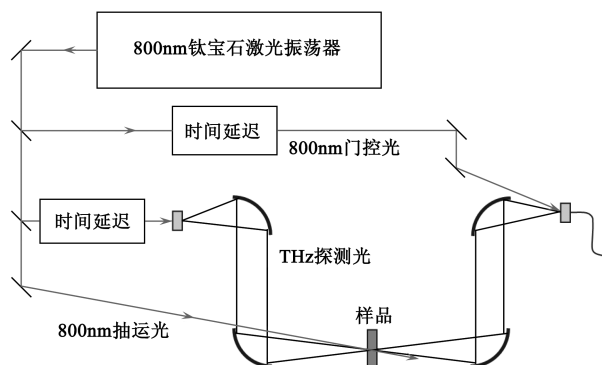 800nm钛宝石激光振荡器
时间延迟
800nm门控光
时间延迟
THz探测光
样品
800nm抽运光